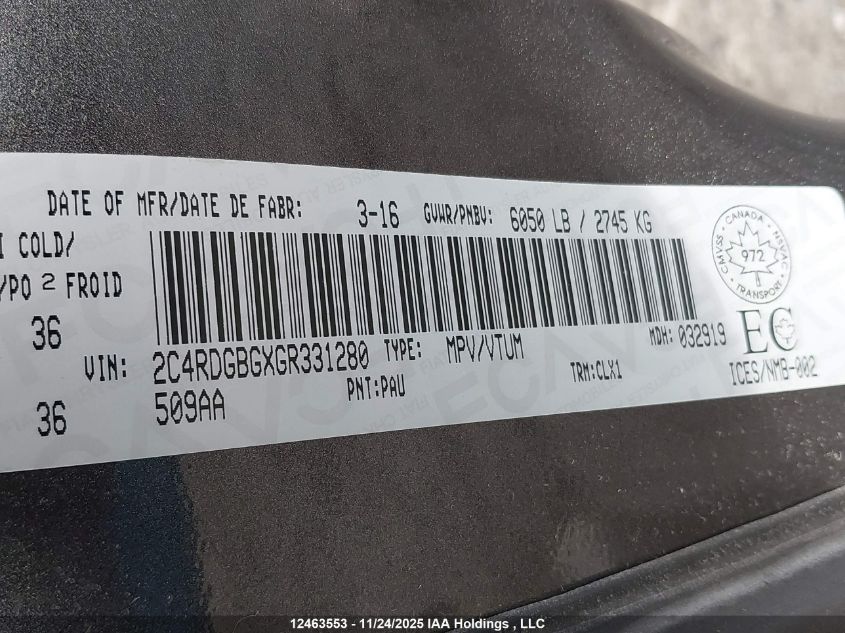 DATE OF MFR/DATE DE FABR: 3-16 GVWR/PNBV: 6050 LB / 2745 KG
COLD/
/PO 2 FROID
36
36
VIN: 2C4RDGBGXGR331280 TYPE: MPV/VTUM MDH: 032919
509AA PNT:PAU TRM:CLX1
CANADA
CMVSS
972
NSVAC
TRANSPORT
EC
ICES/NMB-002
12463553 - 11/24/2025 IAA Holdings , LLC